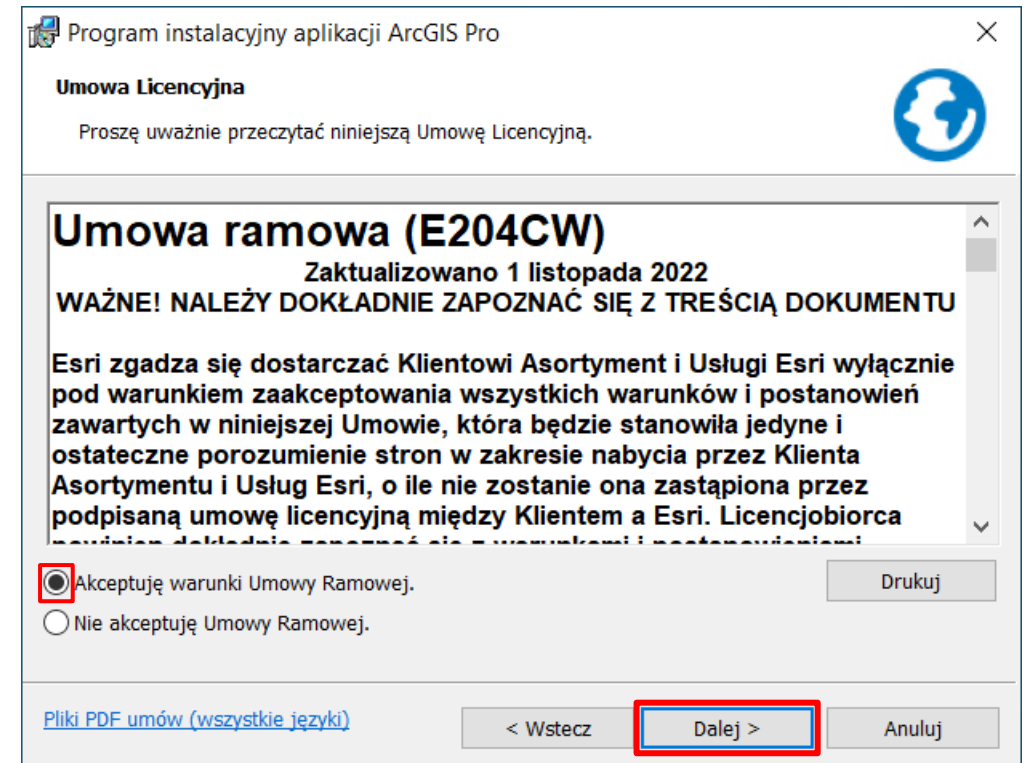 Program instalacyjny aplikacji ArcGIS Pro
Umowa Licencyjna
Proszę uważnie przeczytać niniejszą Umowę Licencyjną.
Umowa ramowa (E204CW)
Zaktualizowano 1 listopada 2022
WAŻNE! NALEŻY DOKŁADNIE ZAPOZNAĆ SIĘ Z TREŚCIĄ DOKUMENTU
Esri zgadza się dostarczać Klientowi Asortyment i Usługi Esri wyłącznie
pod warunkiem zaakceptowania wszystkich warunków i postanowień
zawartych w niniejszej Umowie, która będzie stanowiła jedyne i
ostateczne porozumienie stron w zakresie nabycia przez Klienta
Asortymentu i Usług Esri, o ile nie zostanie ona zastąpiona przez
podpisaną umowę licencyjną między Klientem a Esri. Licencjobiorca
Akceptuję warunki Umowy Ramowej.
Drukuj
Nie akceptuję Umowy Ramowej.
Pliki PDF umów (wszystkie języki)
< Wstecz
Dalej >
Anuluj